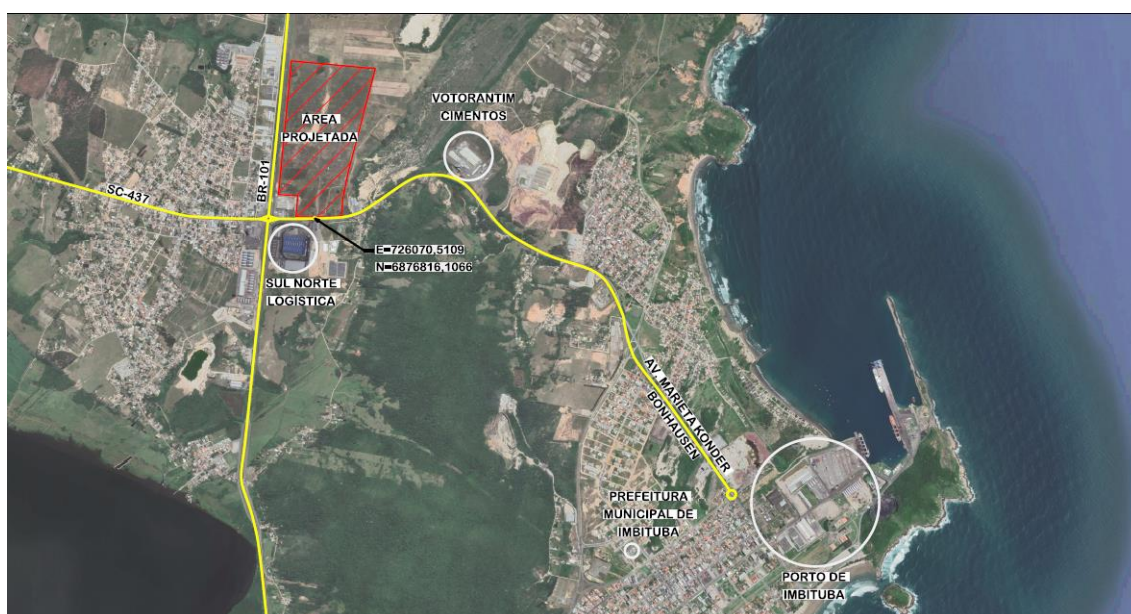 VOTORANTIM
CIMENTOS
ÁREA
PROJETADA
BR-101
SC-437
E=726070,5109
N=6876816,1066
SUL NORTE
LOGÍSTICA
AV. MARIETA KONDER
BONHAUSEN
PREFEITURA
MUNICIPAL DE
IMBITUBA
PORTO DE
IMBITUBA